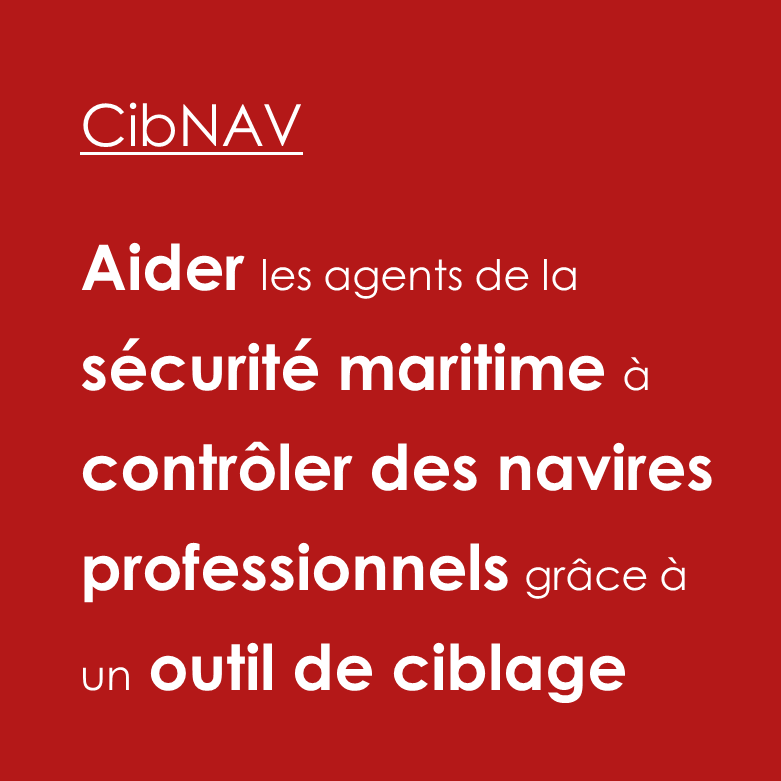 CibNAV
Aider les agents de la
sécurité maritime à
contrôler des navires
professionnels grâce à
un outil de ciblage